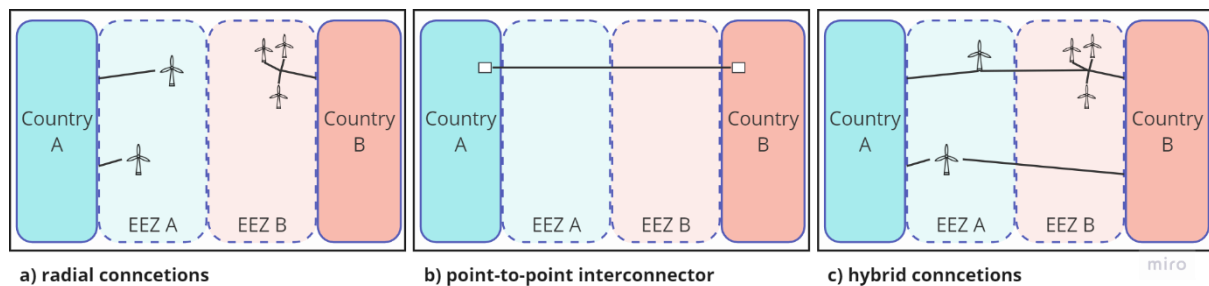 Country
A
EEZ A
EEZ B
Country
B
Country
A
EEZ A
EEZ B
Country
B
Country
A
EEZ A
EEZ B
Country
B
a) radial conncetions
b) point-to-point interconnector
c) hybrid conncetions
miro